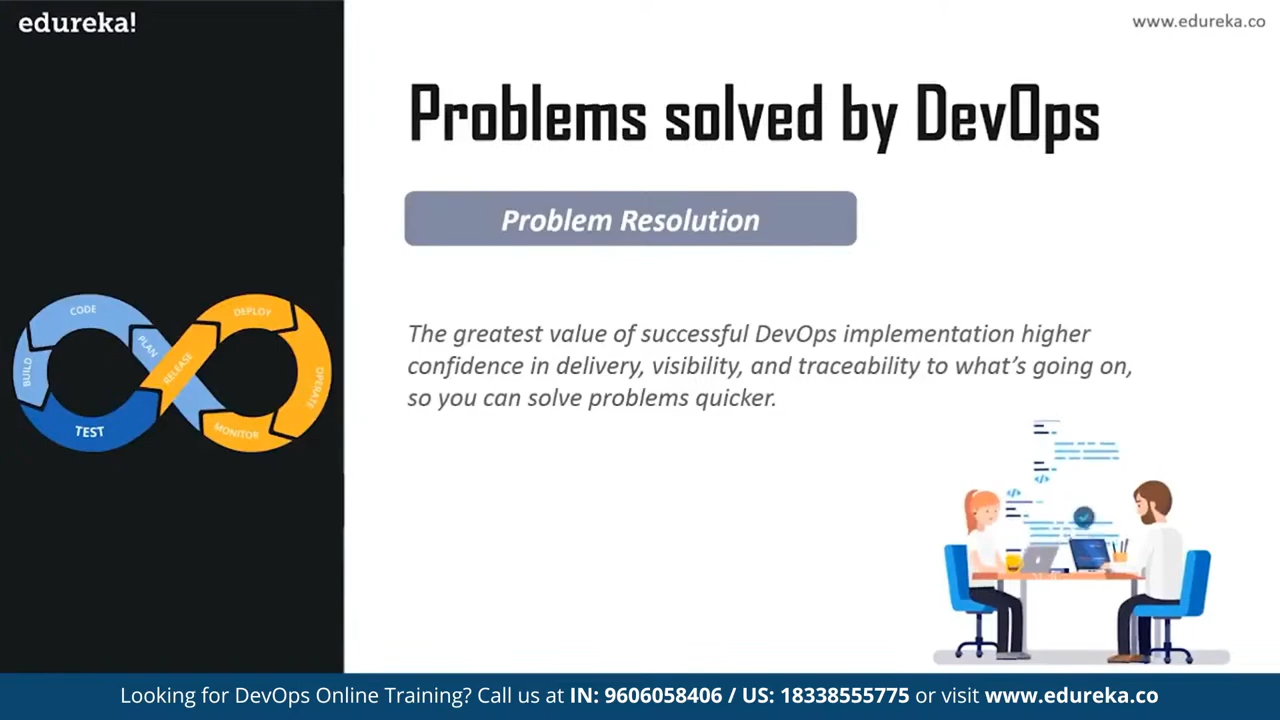 edureka!
www.edureka.co
Problems solved by DevOps
Problem Resolution
The greatest value of successful DevOps implementation higher
confidence in delivery, visibility, and traceability to what's going on,
so you can solve problems quicker.
CODE
PLAN
BUILD
TEST
RELEASE
DEPLOY
OPERATE
MONITOR
Looking for DevOps Online Training? Call us at IN: 9606058406 / US: 18338555775 or visit www.edureka.co